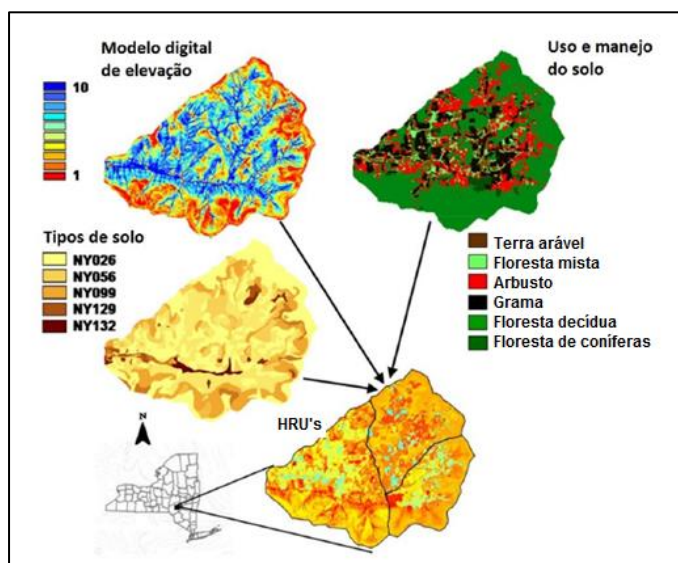 Modelo digital
de elevação
10
1
Uso e manejo
do solo
Tipos de solo
NY026
NY056
NY099
NY129
NY132
Terra arável
Floresta mista
Arbusto
Grama
Floresta decídua
Floresta de coníferas
HRU's
N